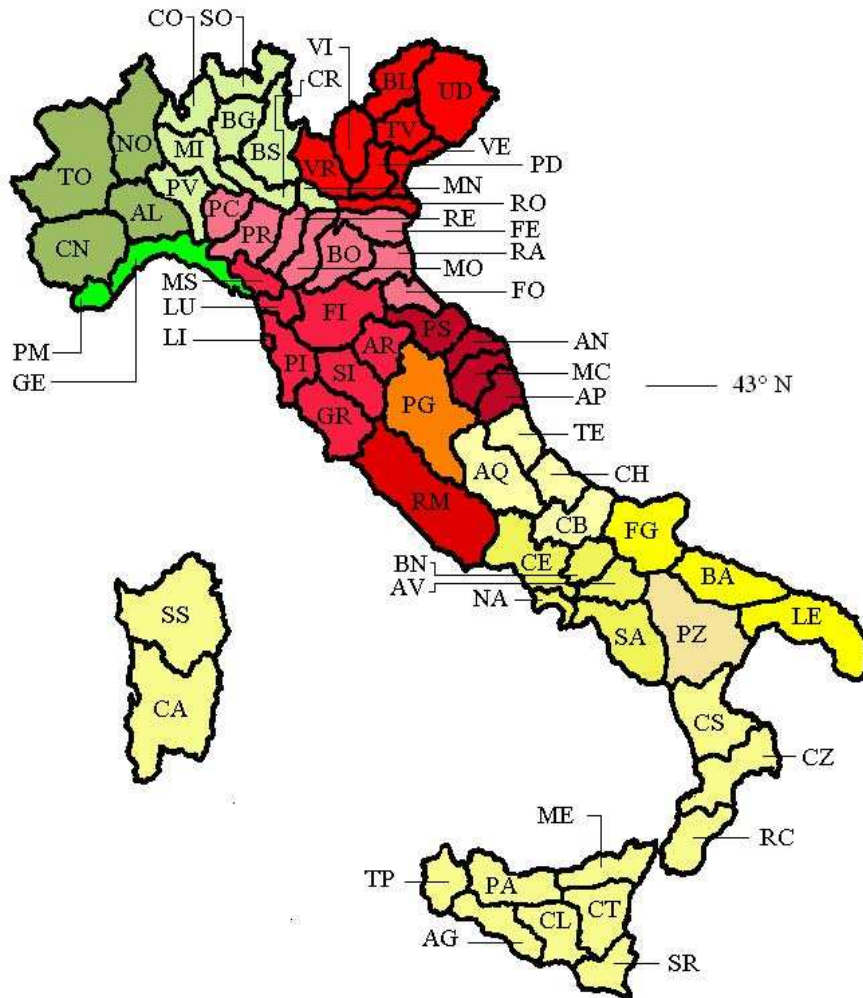 CO SO
VI
CR
BL
UD
BG
TV
NO
MI
BS
VE
VR
PD
TO
PV
MN
AL
PC
RO
RE
FE
CN
PR
BO
RA
MO
MS
FO
LU
FI
PS
LI
AR
AN
PM
PI
SI
MC
GE
43° N
AP
PG
GR
TE
AQ
CH
RM
CB
FG
BN
CE
BA
AV
NA
LE
SS
SA
PZ
CA
CS
CZ
ME
RC
TP
PA
CT
CL
AG
SR